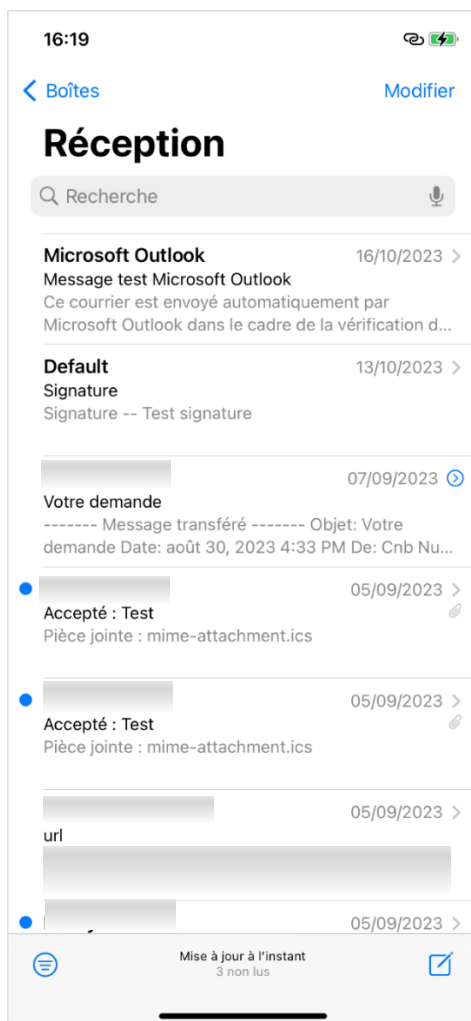 16:19
Boîtes
Modifier
Réception
Recherche
Microsoft Outlook 16/10/2023
Message test Microsoft Outlook
Ce courrier est envoyé automatiquement par
Microsoft Outlook dans le cadre de la vérification d...
Default 13/10/2023
Signature
Signature -- Test signature
07/09/2023
Votre demande
------- Message transféré ------- Objet: Votre
demande Date: août 30, 2023 4:33 PM De: Cnb Nu...
05/09/2023
Accepté : Test
Pièce jointe : mime-attachment.ics
05/09/2023
Accepté : Test
Pièce jointe : mime-attachment.ics
05/09/2023
url
05/09/2023
Mise à jour à l'instant
3 non lus